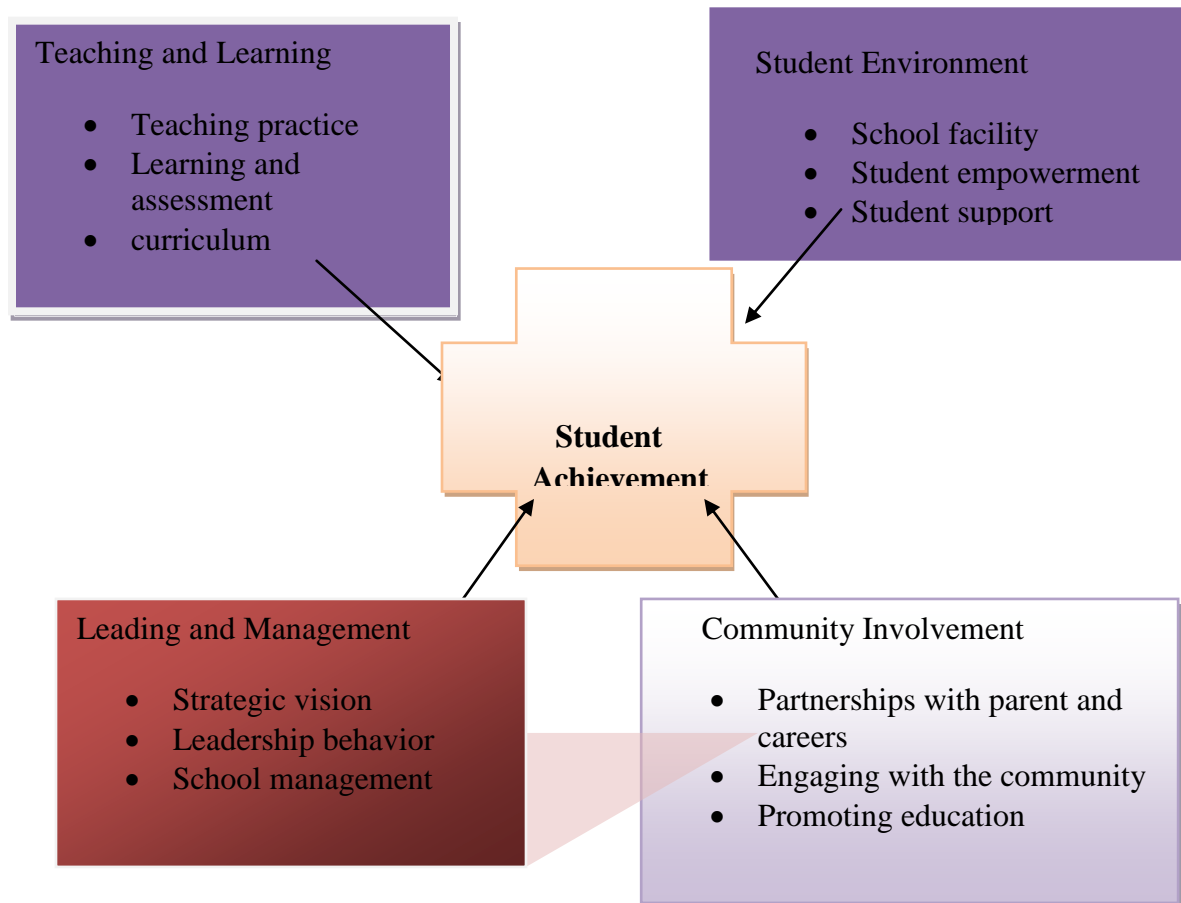 Teaching and Learning
• Teaching practice
• Learning and
assessment
• curriculum
Student Environment
• School facility
• Student empowerment
• Student support
Student
Achievement
Leading and Management
• Strategic vision
• Leadership behavior
• School management
Community Involvement
• Partnerships with parent and
careers
• Engaging with the community
• Promoting education